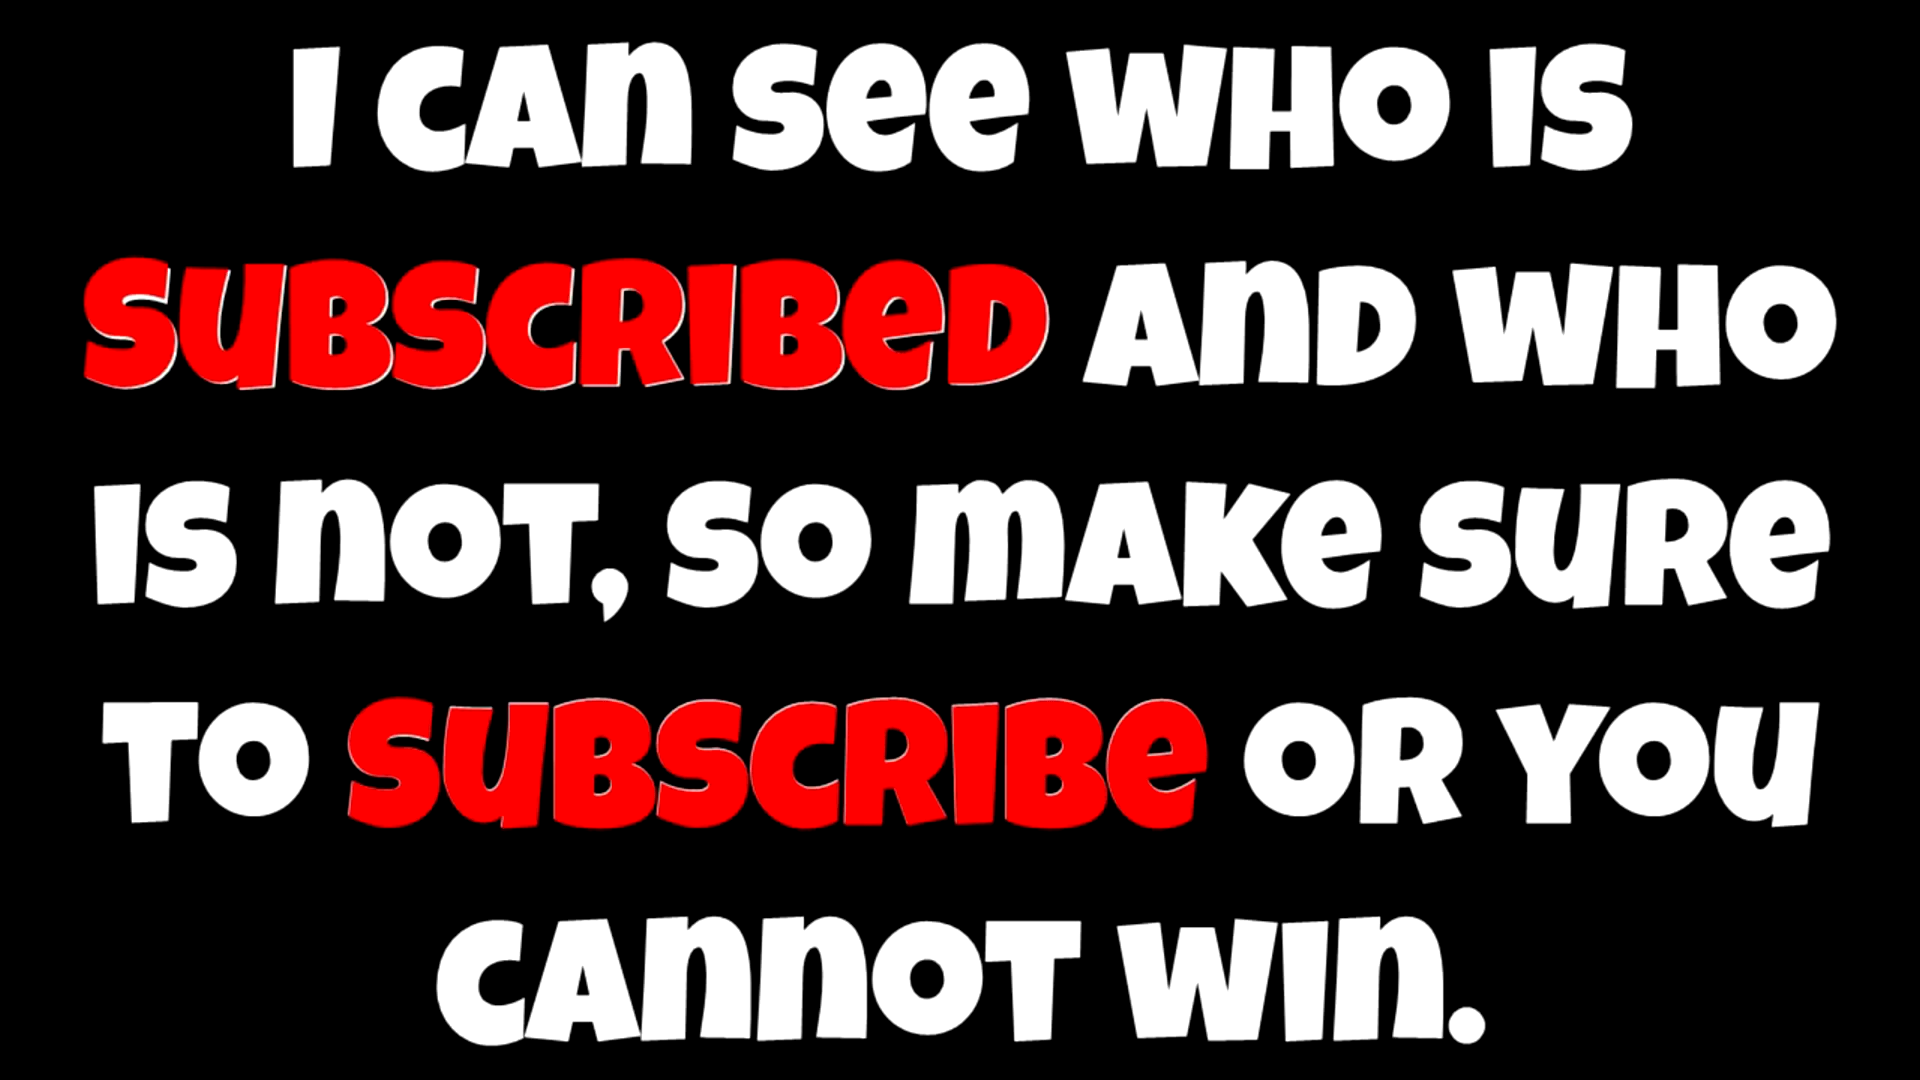 I CAN SEE WHO IS
SUBSCRIBED AND WHO
IS NOT, SO MAKE SURE
TO SUBSCRIBE OR YOU
CANNOT WIN.